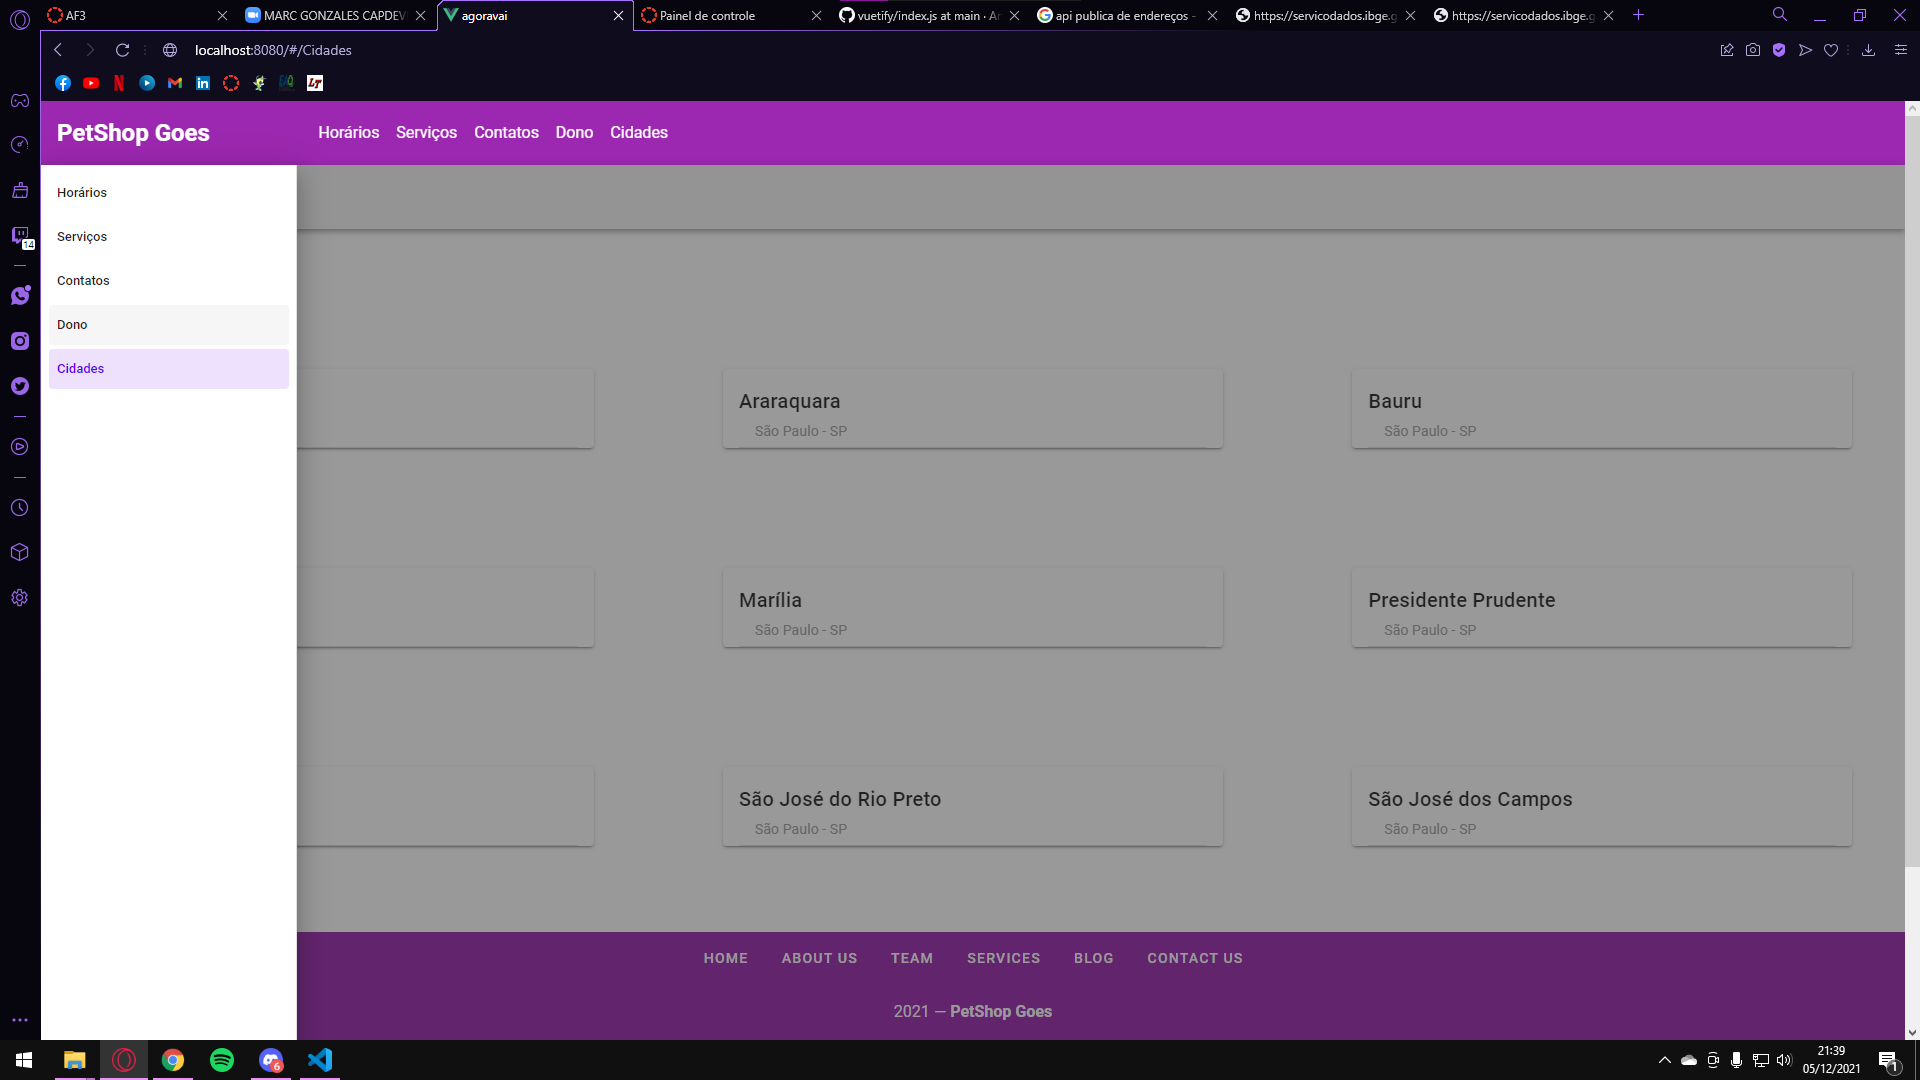 AF3
MARC GONZALES CAPDEV
agoravai
Painel de controle
vuetify/index.js at main · Ar
api publica de endereços -
https://servicodados.ibge.g
https://servicodados.ibge.g
localhost:8080/#/Cidades
LT
PetShop Goes
Horários Serviços Contatos Dono Cidades
14
Horários
Serviços
Contatos
Dono
Cidades
Araraquara
São Paulo - SP
Bauru
São Paulo - SP
Marília
São Paulo - SP
Presidente Prudente
São Paulo - SP
São José do Rio Preto
São Paulo - SP
São José dos Campos
São Paulo - SP
HOME ABOUT US TEAM SERVICES BLOG CONTACT US
2021 — PetShop Goes
6
21:39
05/12/2021
1